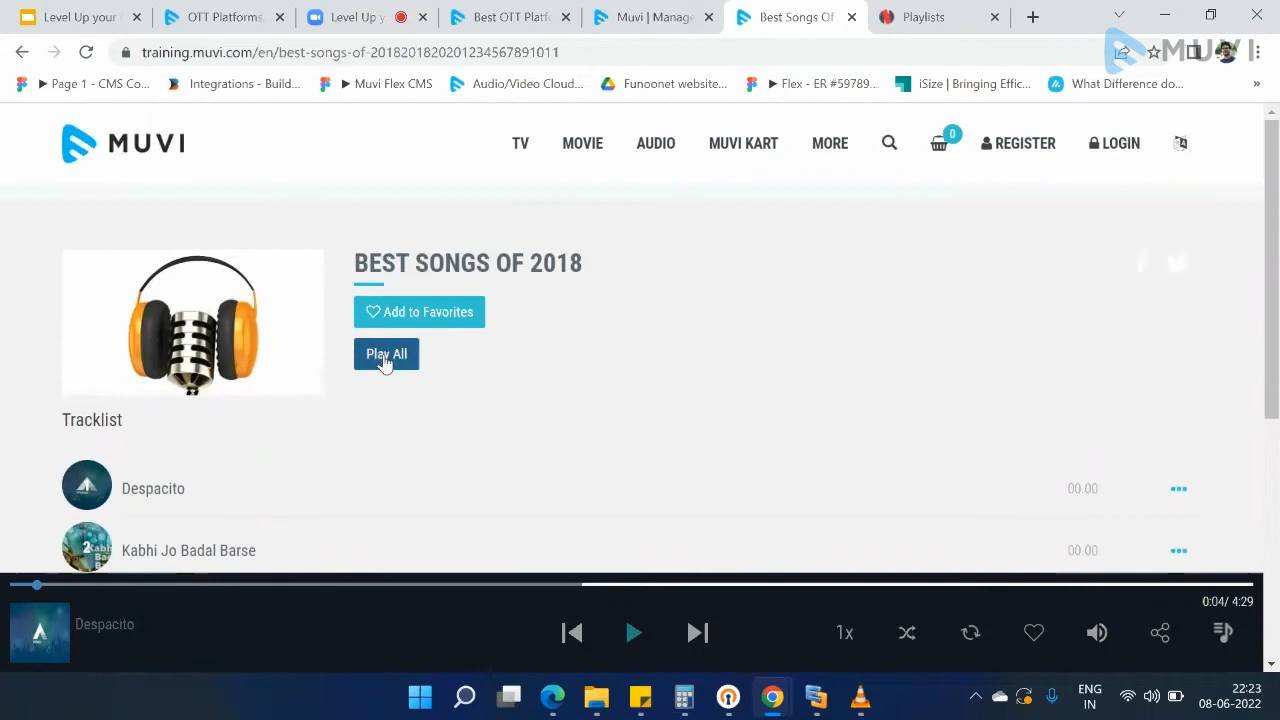 Level Up your
OTT Platforms,
Level Up y
Best OTT Platf
Muvi | Manage
Best Songs Of
Playlists
training.muvi.com/en/best-songs-of-20182018202012345678910​11
MUVI
▶Page 1 - CMS Co...
Integrations - Build...
▶ Muvi Flex CMS
Audio/Video Cloud...
Funoonet website...
▶ Flex - ER #59789...
iSize | Bringing Effic...
What Difference do...
»
MUVI
TV
MOVIE
AUDIO
MUVI KART
MORE
0
REGISTER
LOGIN
BEST SONGS OF 2018
Add to Favorites
Play All
Tracklist
Despacito
00.00
Kabhi Jo Badal Barse
00.00
0:04/ 4:29
Despacito
1x
ENG
IN
22:23
08-06-2022